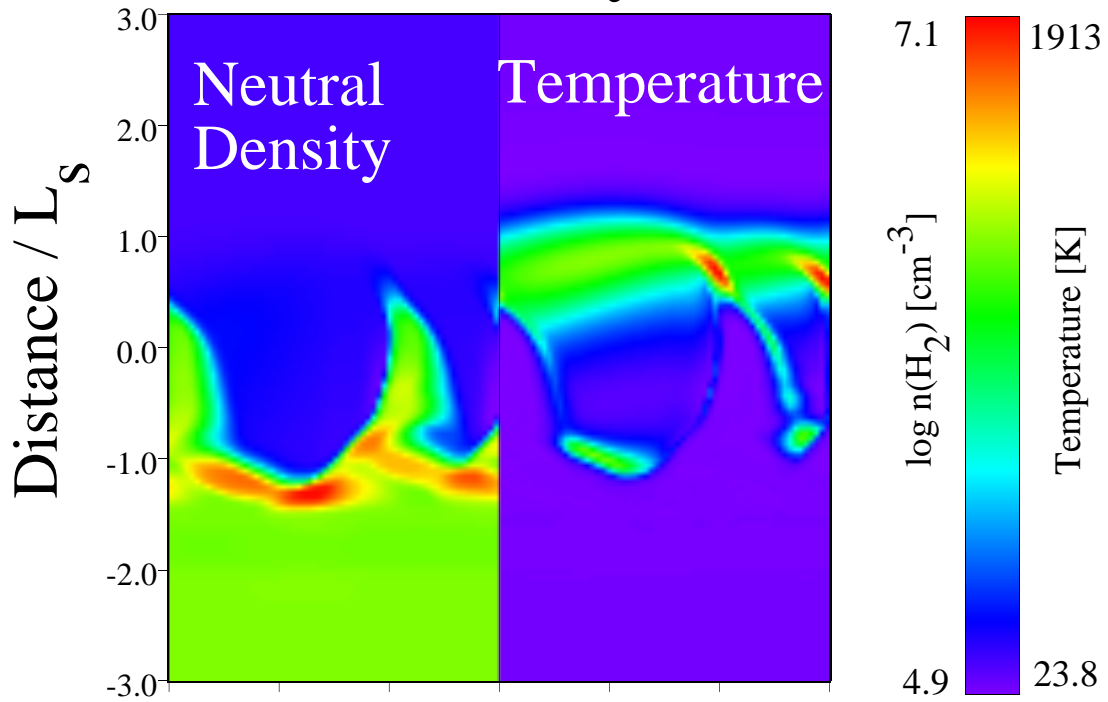 3.0
2.0
1.0
0.0
-1.0
-2.0
-3.0
Distance / L_s
Neutral
Density
Temperature
7.1
4.9
log n(H_2) [cm^-3]
1913
23.8
Temperature [K]